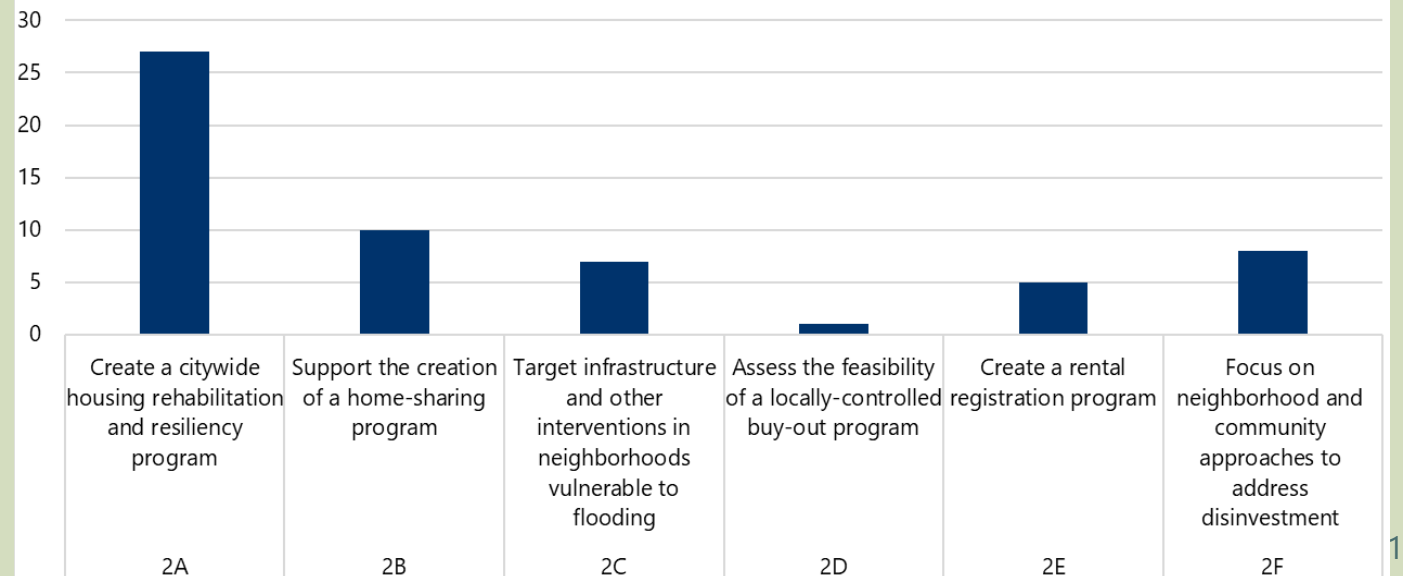 30
25
20
15
10
5
0
Create a citywide
housing rehabilitation
and resiliency
program
2A
Support the creation
of a home-sharing
program
2B
Target infrastructure
and other
interventions in
neighborhoods
vulnerable to
flooding
2C
Assess the feasibility
of a locally-controlled
buy-out program
2D
Create a rental
registration program
2E
Focus on
neighborhood and
community
approaches to
address
disinvestment
2F
1